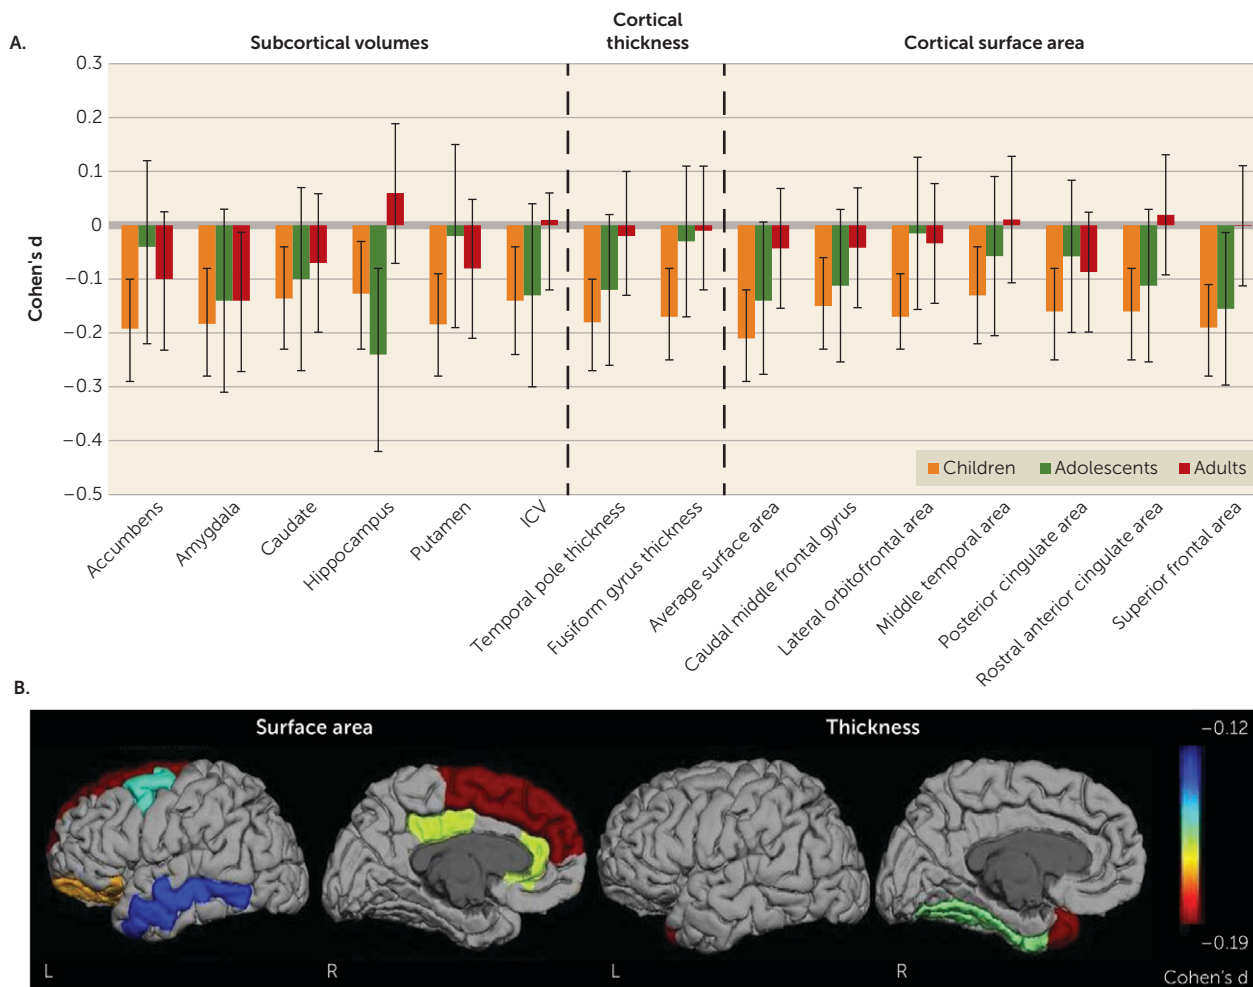 A.
Subcortical volumes
Cortical
thickness
Cortical surface area
Cohen's d
0.3
0.2
0.1
0
−0.1
−0.2
−0.3
−0.4
−0.5
Children
Adolescents
Adults
Accumbens
Amygdala
Caudate
Hippocampus
Putamen
ICV
Temporal pole thickness
Fusiform gyrus thickness
Average surface area
Caudal middle frontal gyrus
Lateral orbitofrontal area
Middle temporal area
Posterior cingulate area
Rostral anterior cingulate area
Superior frontal area
B.
Surface area
Thickness
−0.12
−0.19
Cohen's d
L
R
L
R